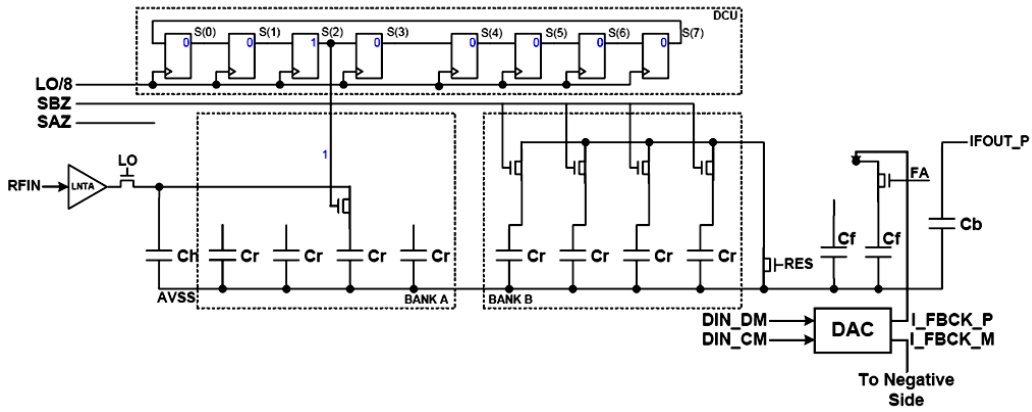 DCU
S(0) S(1) S(2) S(3) S(4) S(5) S(6) S(7)
0 0 1 0 0 0 0 0
LO/8
SBZ
SAZ
1
LO
RFIN
LNTA
IFOUT_P
FA
Ch Cr Cr Cr Cr Cr Cr Cr Cr Cf Cf Cb
RES
AVSS
BANK A
BANK B
DIN_DM
DIN_CM
DAC
I_FBCK_P
I_FBCK_M
To Negative
Side